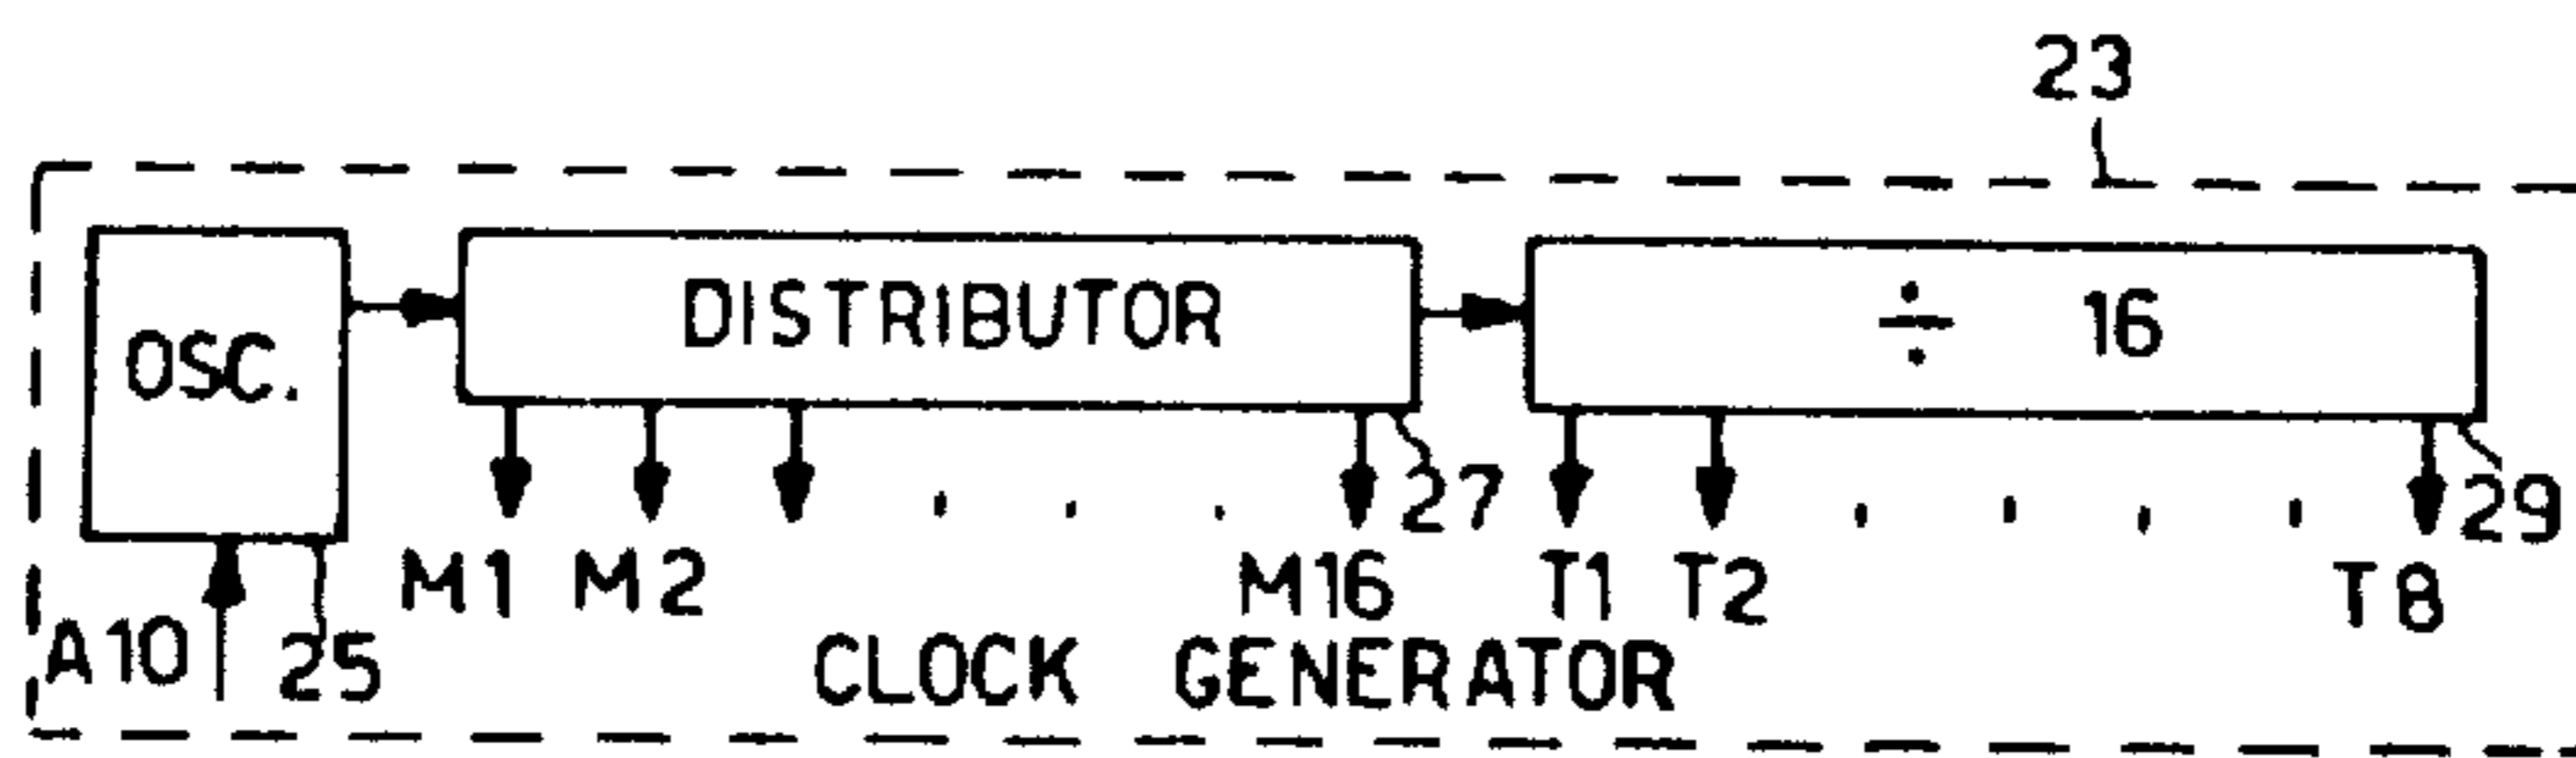 23
OSC.
DISTRIBUTOR
÷ 16
27
29
M1 M2 M16 T1 T2 T8
A10
25
CLOCK GENERATOR